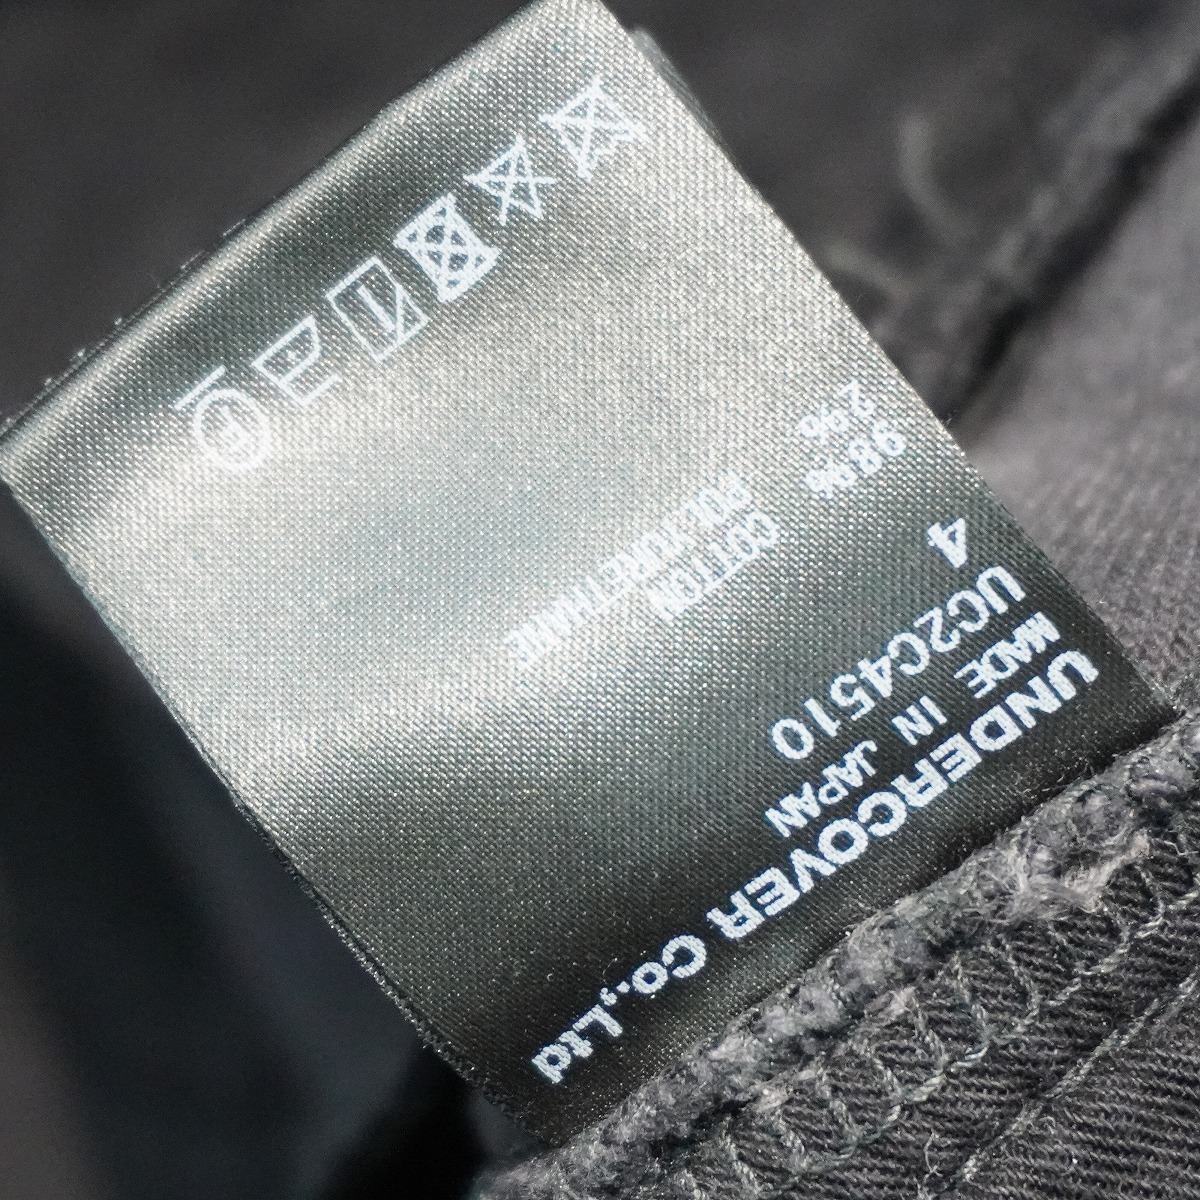 UNDERCOVER Co.,Ltd
MADE IN JAPAN
UC2C4510
4
98% COTTON
2% POLYURETHANE